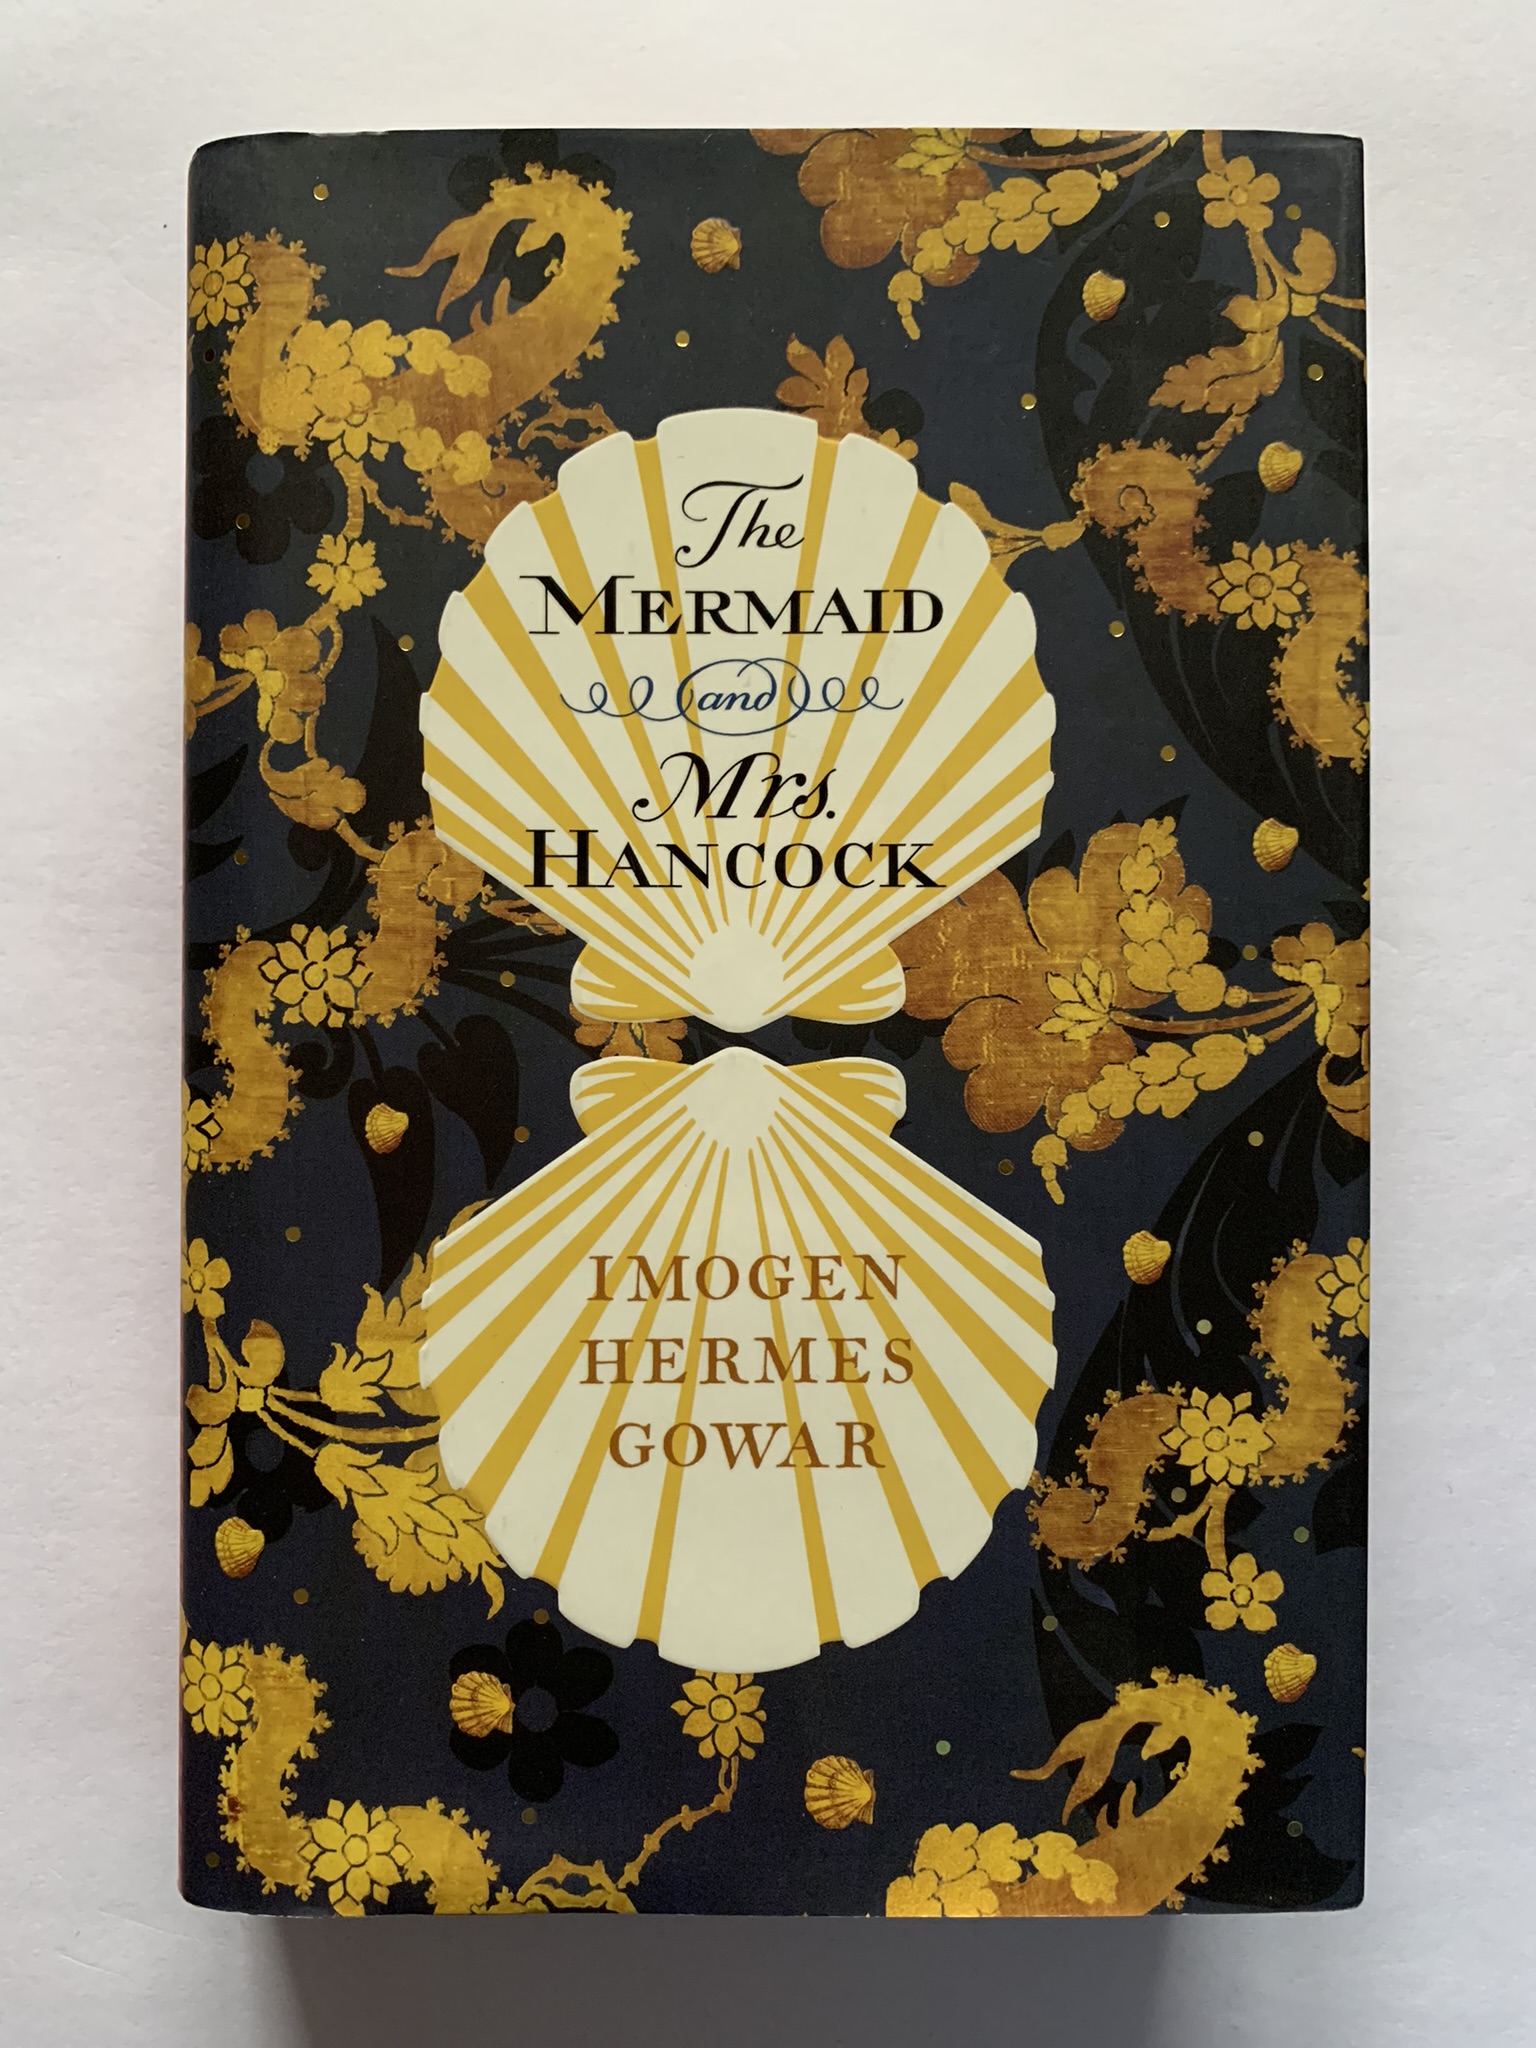 The
MERMAID
and
Mrs.
HANCOCK
IMOGEN
HERMES
GOWAR